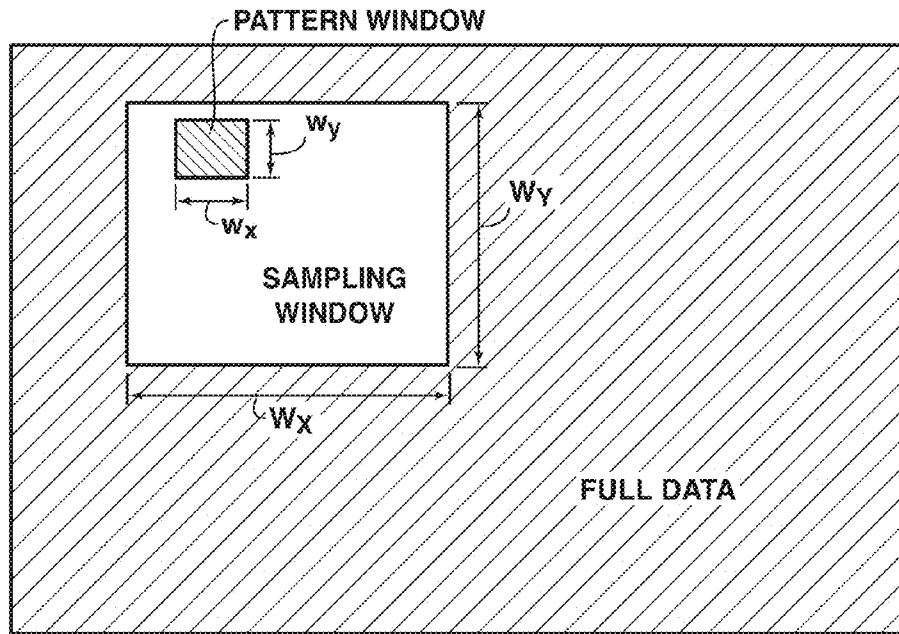 PATTERN WINDOW
wy
wx
WY
SAMPLING
WINDOW
WX
FULL DATA